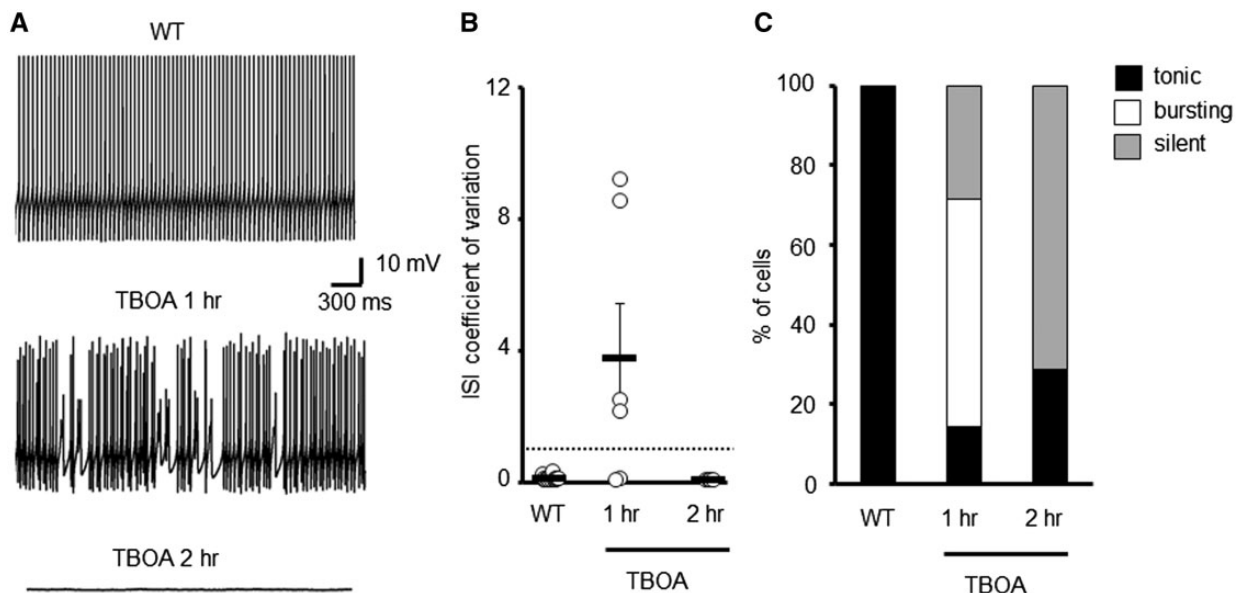 A
WT
10 mV
300 ms
TBOA 1 hr
TBOA 2 hr
B
ISI coefficient of variation
12
8
4
0
WT
1 hr
2 hr
TBOA
C
% of cells
100
80
60
40
20
0
WT
1 hr
2 hr
TBOA
tonic
bursting
silent